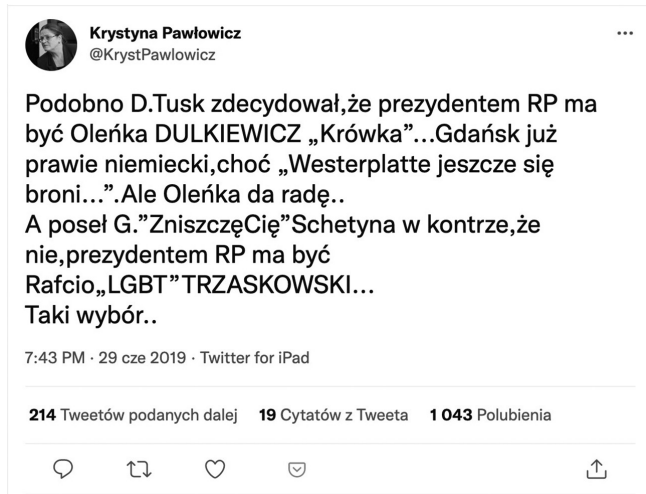 Krystyna Pawłowicz
@KrystPawlowicz
Podobno D.Tusk zdecydował,że prezydentem RP ma
być Oleńka DULKIEWICZ „Krówka”...Gdańsk już
prawie niemiecki,choć „Westerplatte jeszcze się
broni...”.Ale Oleńka da radę..
A poseł G.”ZniszczęCię”Schetyna w kontrze,że
nie,prezydentem RP ma być
Rafcio„LGBT”TRZASKOWSKI...
Taki wybór..
7:43 PM · 29 cze 2019 · Twitter for iPad
214 Tweetów podanych dalej 19 Cytatów z Tweeta 1 043 Polubienia